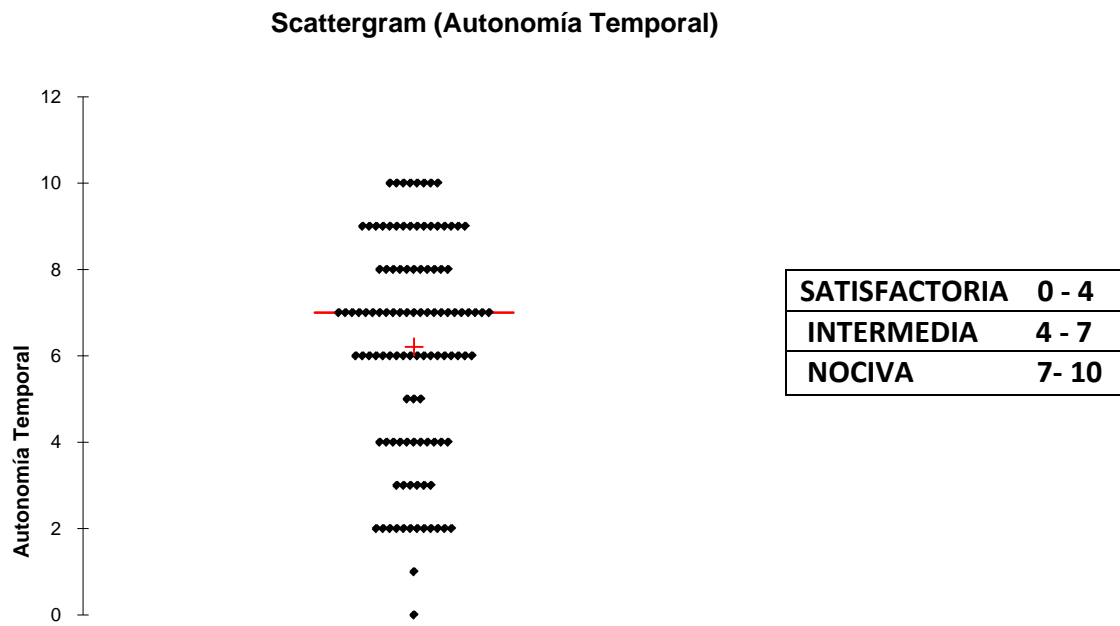 Scattergram (Autonomía Temporal)
12
10
8
6
4
2
0
Autonomía Temporal
SATISFACTORIA 0 - 4
INTERMEDIA 4 - 7
NOCIVA 7- 10